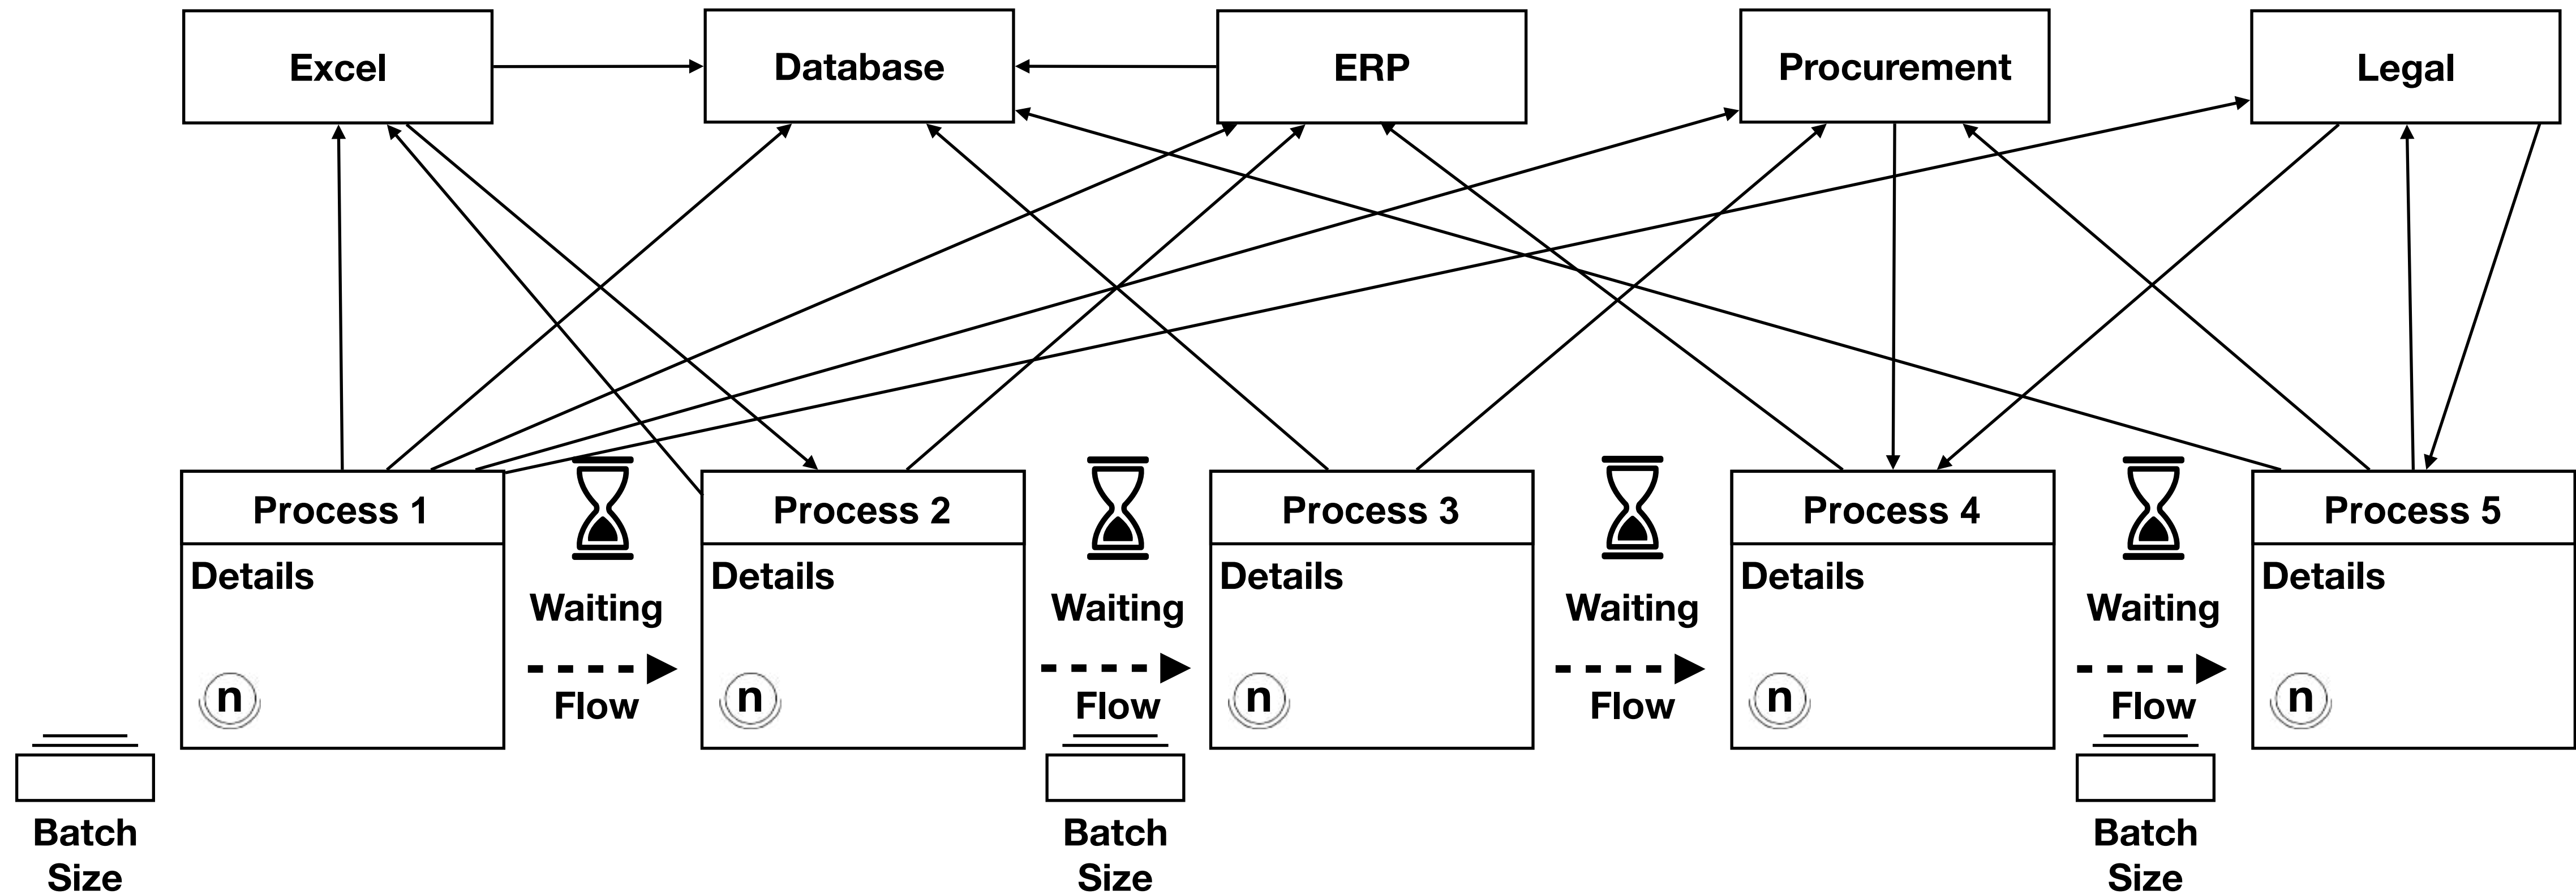 Excel
Database
ERP
Procurement
Legal
Process 1
Process 2
Process 3
Process 4
Process 5
Details
Details
Details
Details
Details
Waiting
Waiting
Waiting
Waiting
n
n
n
n
n
Flow
Flow
Flow
Flow
Batch
Size
Batch
Size
Batch
Size